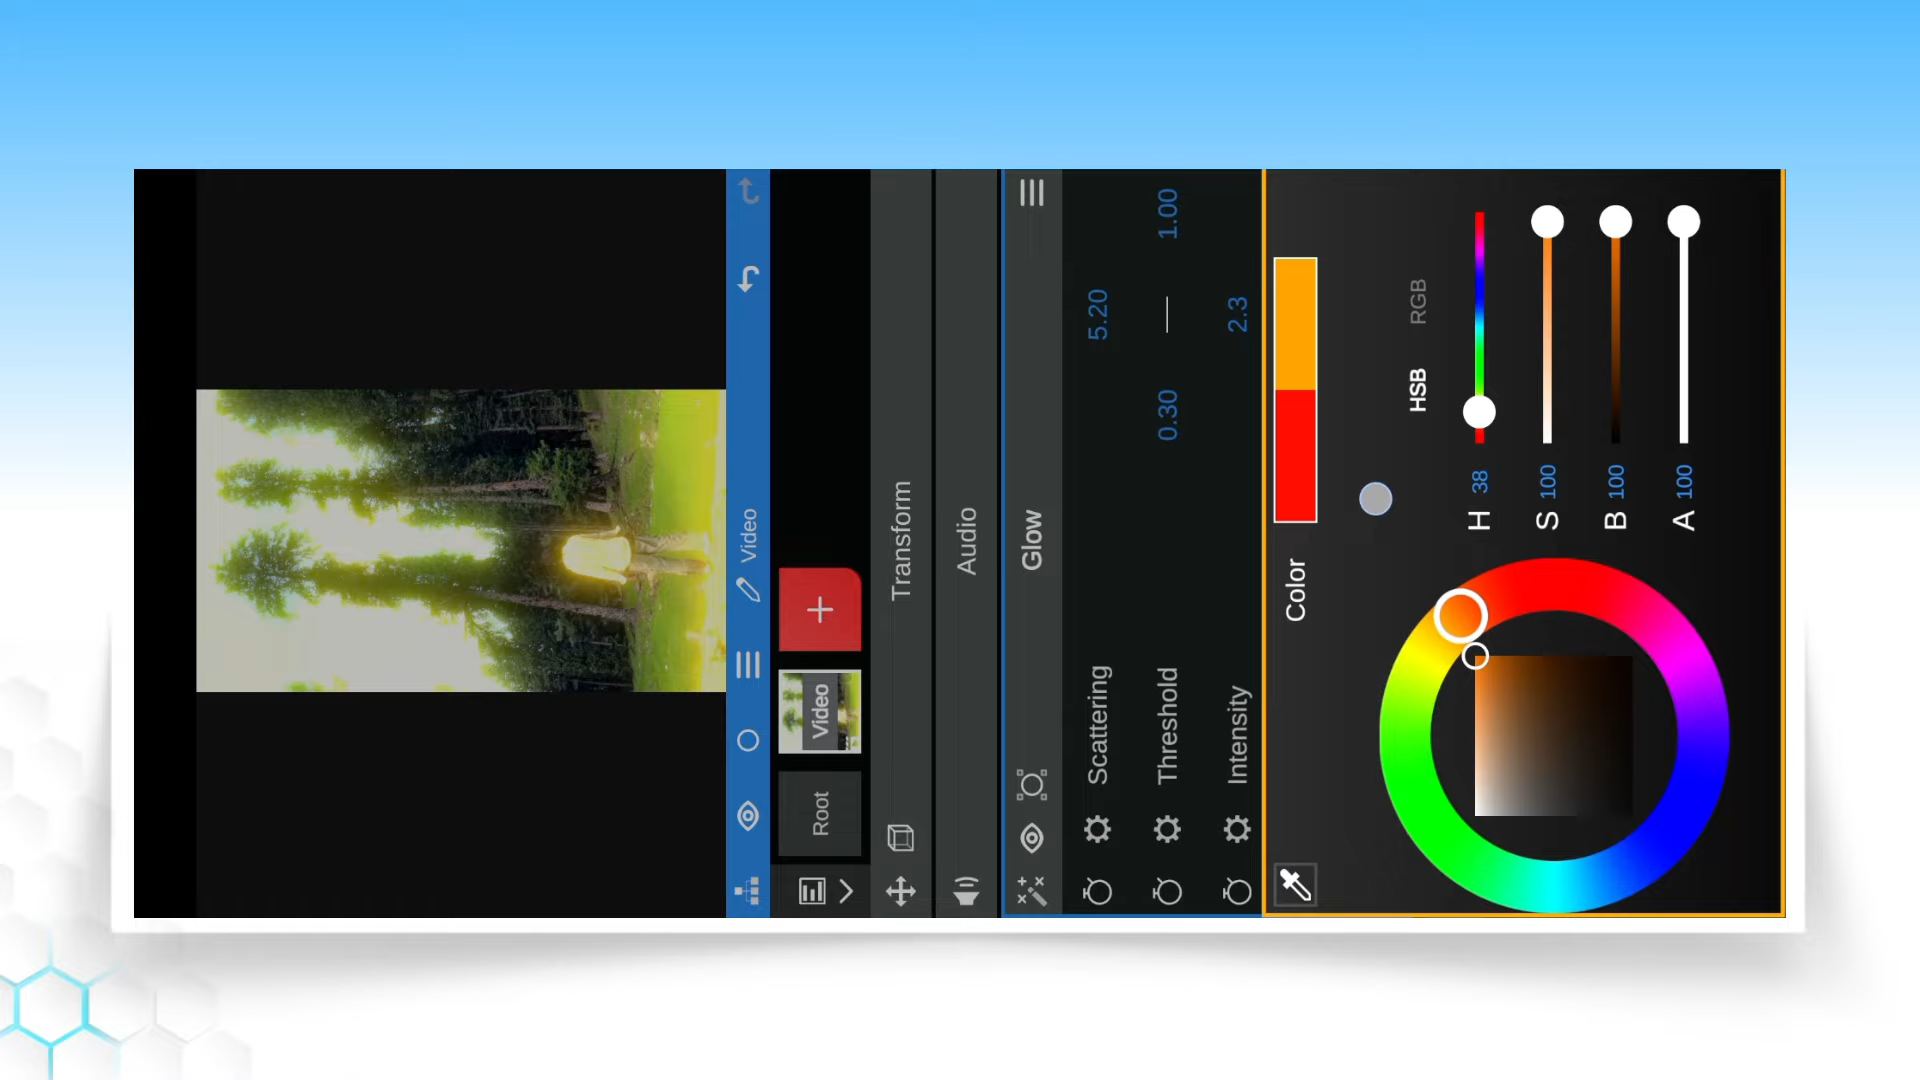 Video
Root
Video
Transform
Audio
Glow
Scattering 5.20
Threshold 0.30 — 1.00
Intensity 2.3
Color
HSB RGB
H 38
S 100
B 100
A 100